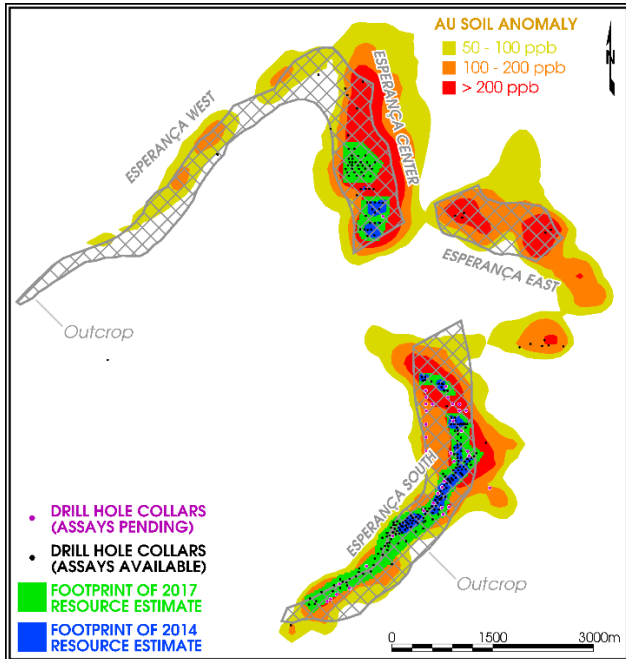 AU SOIL ANOMALY
50 - 100 ppb
100 - 200 ppb
> 200 ppb
N
ESPERANÇA WEST
ESPERANÇA CENTER
ESPERANÇA EAST
Outcrop
ESPERANÇA SOUTH
Outcrop
DRILL HOLE COLLARS
(ASSAYS PENDING)
DRILL HOLE COLLARS
(ASSAYS AVAILABLE)
FOOTPRINT OF 2017
RESOURCE ESTIMATE
FOOTPRINT OF 2014
RESOURCE ESTIMATE
0 1500 3000m